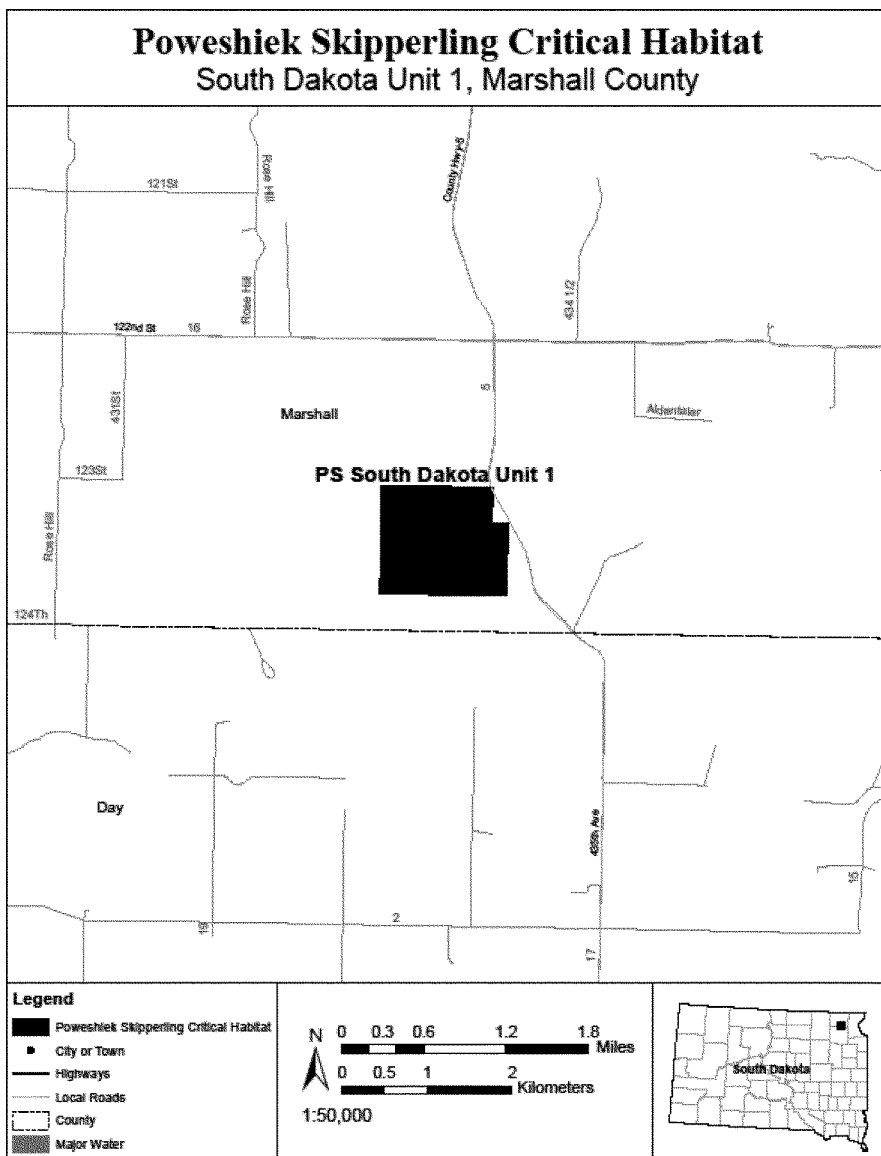 Poweshiek Skipperling Critical Habitat
South Dakota Unit 1, Marshall County
121St
Rose Hill
County Hwy-5
Rose Hill
434 1/2
122nd St
16
5
431St
Marshall
123St
PS South Dakota Unit 1
Rose Hill
124Th
Day
435th Ave
15
19
2
17
Legend
Poweshiek Skipperling Critical Habitat
City or Town
Highways
Local Roads
County
Major Water
N
0 0.3 0.6 1.2 1.8
Miles
0 0.5 1 2
Kilometers
1:50,000
South Dakota